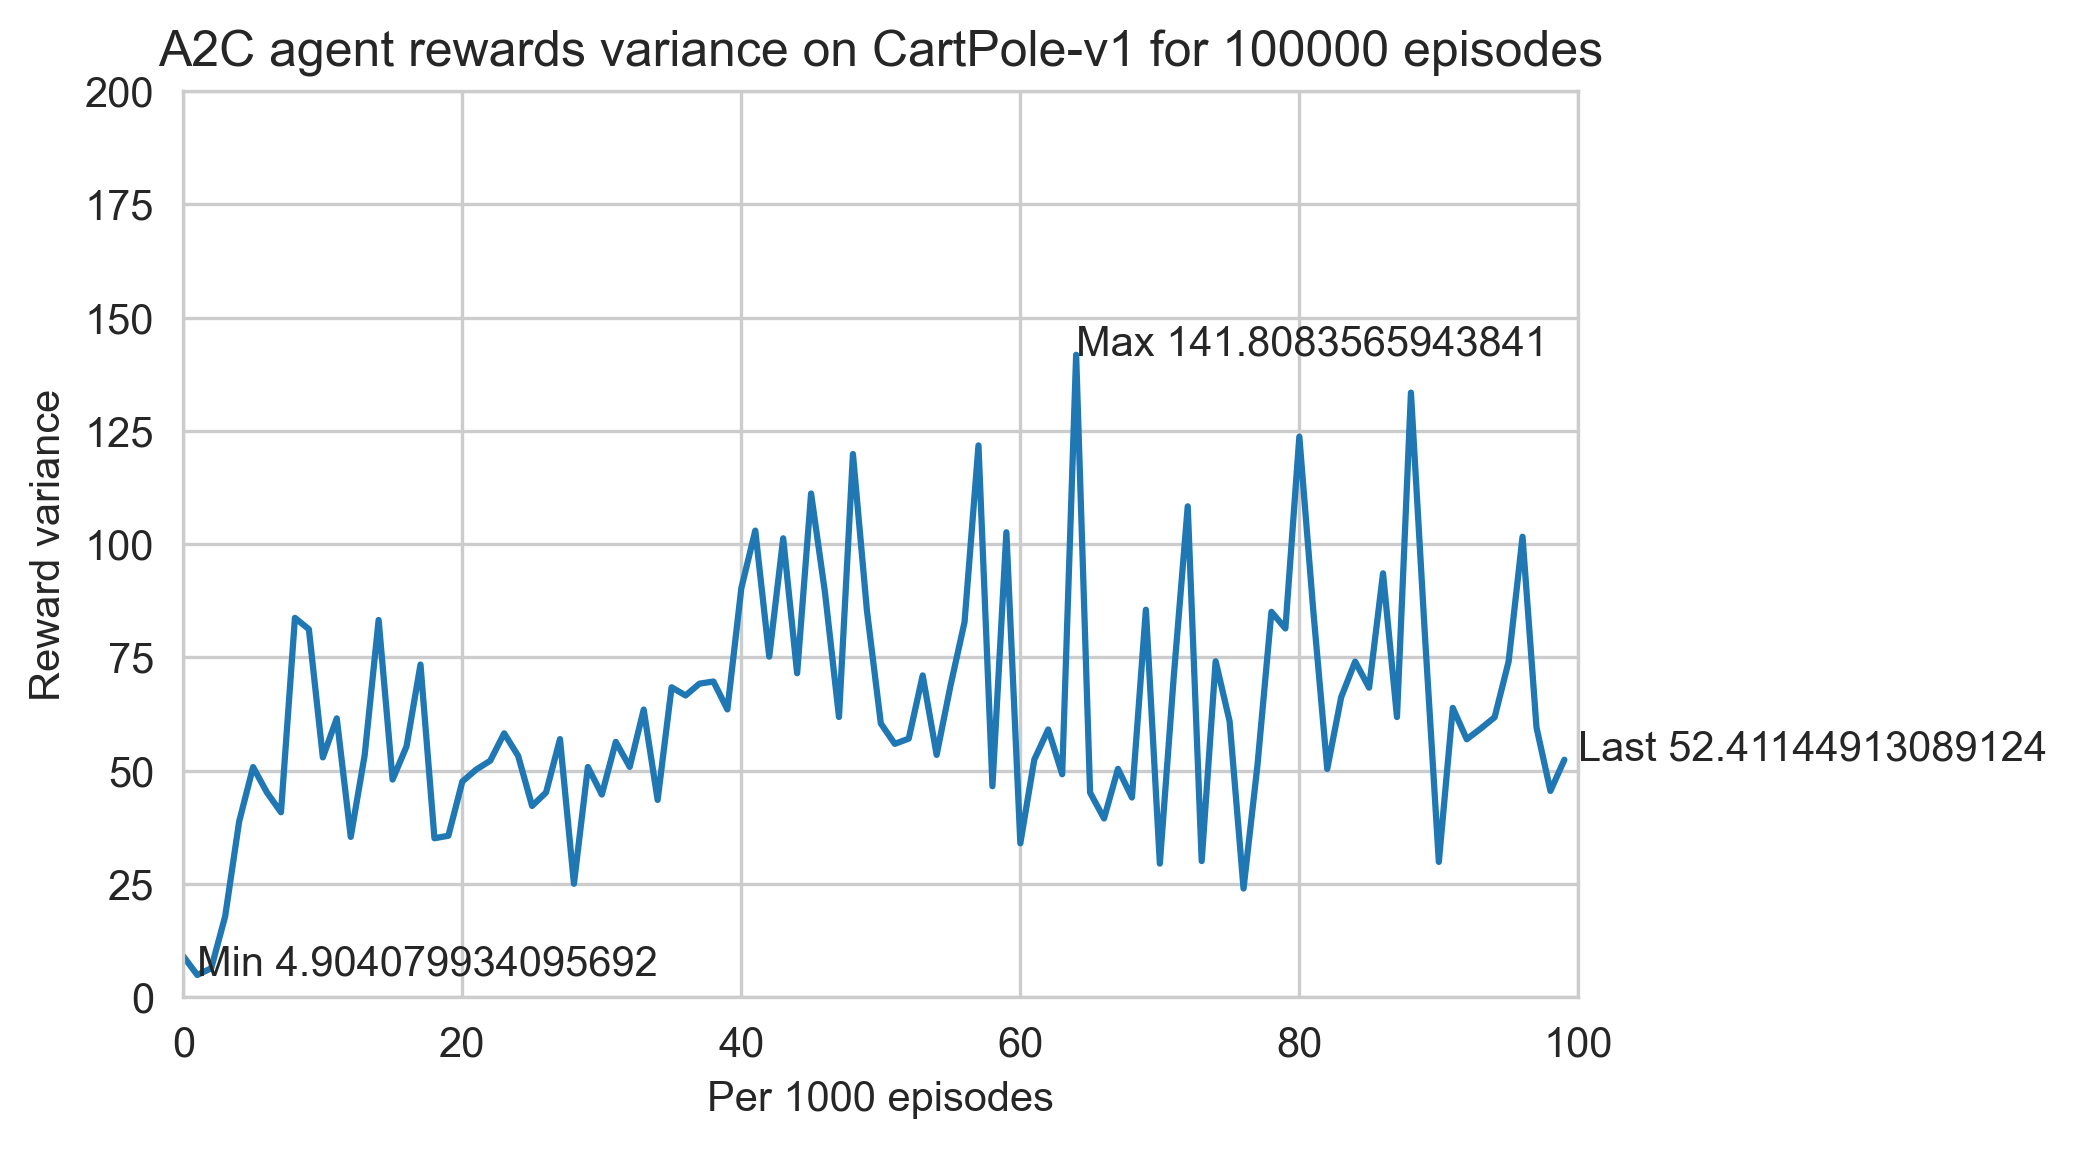 A2C agent rewards variance on CartPole-v1 for 100000 episodes
200
175
150
125
100
75
50
25
0
Reward variance
Max 141.8083565943841
Last 52.41144913089124
Min 4.904079934095692
0 20 40 60 80 100
Per 1000 episodes